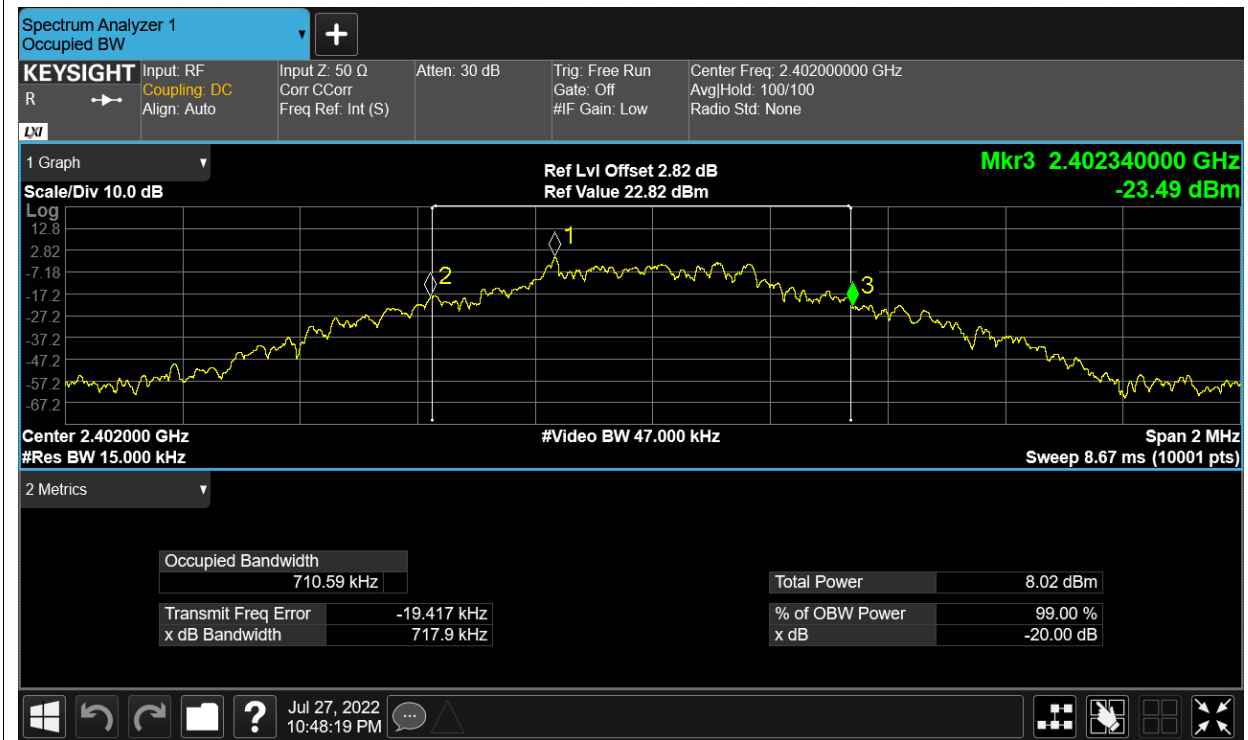 Spectrum Analyzer 1
Occupied BW
KEYSIGHT
R
LXI
Input: RF
Coupling: DC
Align: Auto
Input Z: 50 Ω
Corr CCorr
Freq Ref: Int (S)
Atten: 30 dB
Trig: Free Run
Gate: Off
#IF Gain: Low
Center Freq: 2.402000000 GHz
Avg|Hold: 100/100
Radio Std: None
1 Graph
Scale/Div 10.0 dB
Ref Lvl Offset 2.82 dB
Ref Value 22.82 dBm
Mkr3 2.402340000 GHz
-23.49 dBm
Log
12.8
2.82
-7.18
-17.2
-27.2
-37.2
-47.2
-57.2
-67.2
1
2
3
Center 2.402000 GHz
#Res BW 15.000 kHz
#Video BW 47.000 kHz
Span 2 MHz
Sweep 8.67 ms (10001 pts)
2 Metrics
Occupied Bandwidth
710.59 kHz
Transmit Freq Error -19.417 kHz
x dB Bandwidth 717.9 kHz
Total Power 8.02 dBm
% of OBW Power 99.00 %
x dB -20.00 dB
?
Jul 27, 2022
10:48:19 PM